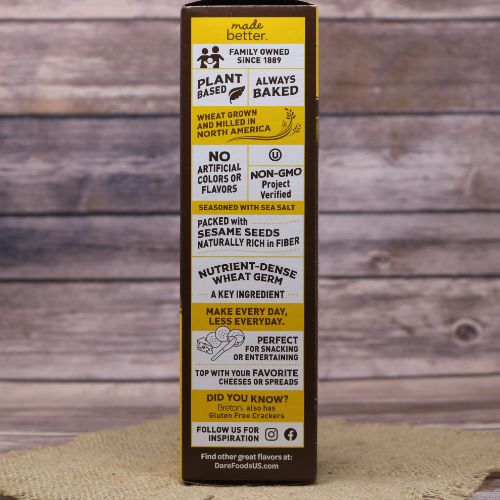 made
better.
FAMILY OWNED
SINCE 1889
PLANT
BASED
ALWAYS
BAKED
WHEAT GROWN
AND MILLED IN
NORTH AMERICA
NO
ARTIFICIAL
COLORS OR
FLAVORS
U
NON-GMO
Project
Verified
SEASONED WITH SEA SALT
PACKED with
SESAME SEEDS
NATURALLY RICH in FIBER
NUTRIENT-DENSE
WHEAT GERM
A KEY INGREDIENT
MAKE EVERY DAY,
LESS EVERYDAY.
PERFECT
FOR SNACKING
OR ENTERTAINING
TOP WITH YOUR FAVORITE
CHEESES OR SPREADS
DID YOU KNOW?
Breton. also has
Gluten Free Crackers
FOLLOW US FOR
INSPIRATION
Find other great flavors at:
DareFoodsUS.com